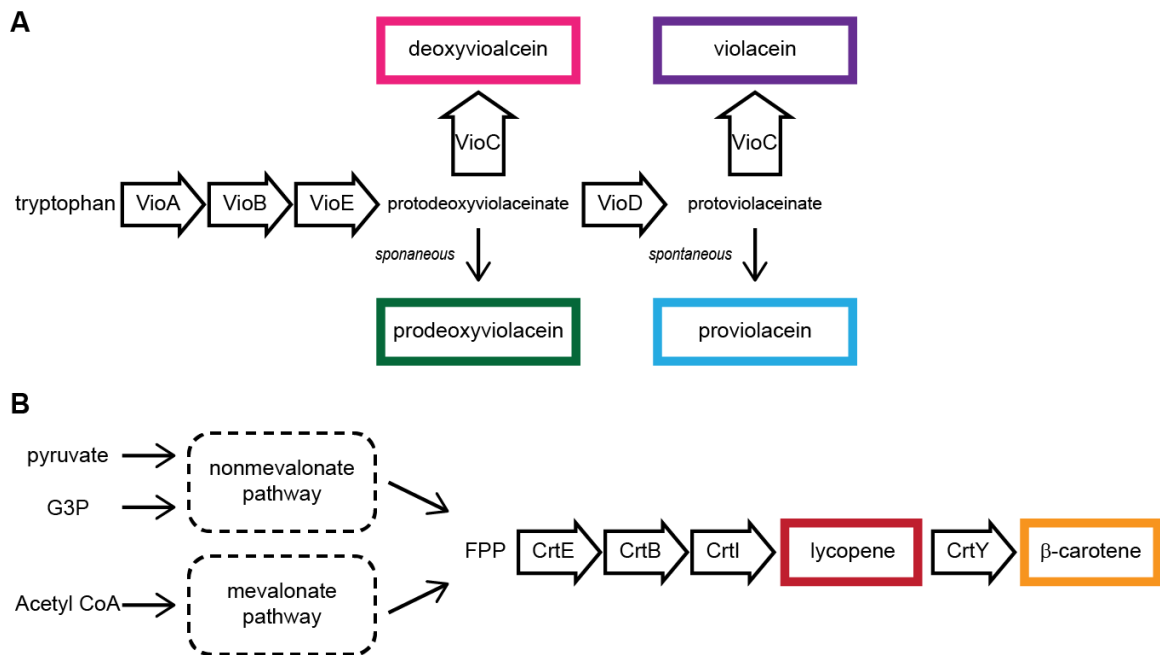 A
deoxyvioalcein
violacein
VioC
VioC
tryptophan VioA VioB VioE protodeoxyviolaceinate VioD protoviolaceinate
sponaneous
spontaneous
prodeoxyviolacein
proviolacein
B
pyruvate
G3P
nonmevalonate
pathway
Acetyl CoA
mevalonate
pathway
FPP CrtE CrtB CrtI lycopene CrtY β-carotene